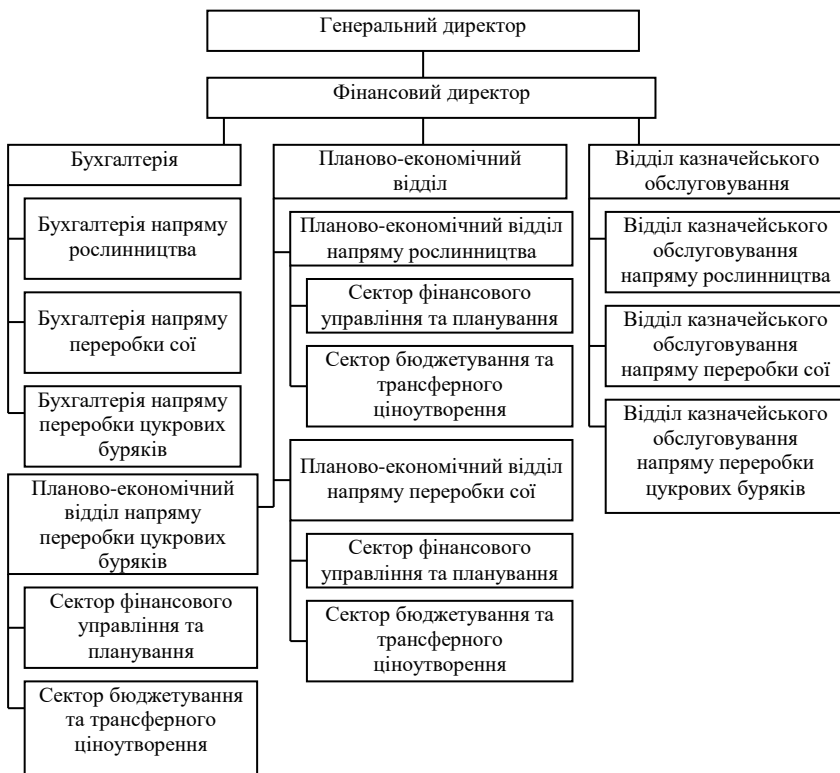 Генеральний директор
Фінансовий директор
Бухгалтерія
Бухгалтерія напряму
рослинництва
Бухгалтерія напряму
переробки сої
Бухгалтерія напряму
переробки цукрових
буряків
Планово-економічний
відділ
Планово-економічний відділ
напряму рослинництва
Сектор фінансового
управління та планування
Сектор бюджетування та
трансферного
ціноутворення
Планово-економічний відділ
напряму переробки сої
Сектор фінансового
управління та планування
Сектор бюджетування та
трансферного
ціноутворення
Планово-економічний
відділ напряму
переробки цукрових
буряків
Сектор фінансового
управління та
планування
Сектор бюджетування
та трансферного
ціноутворення
Відділ казначейського
обслуговування
Відділ казначейського
обслуговування
напряму рослинництва
Відділ казначейського
обслуговування
напряму переробки сої
Відділ казначейського
обслуговування
напряму переробки
цукрових буряків